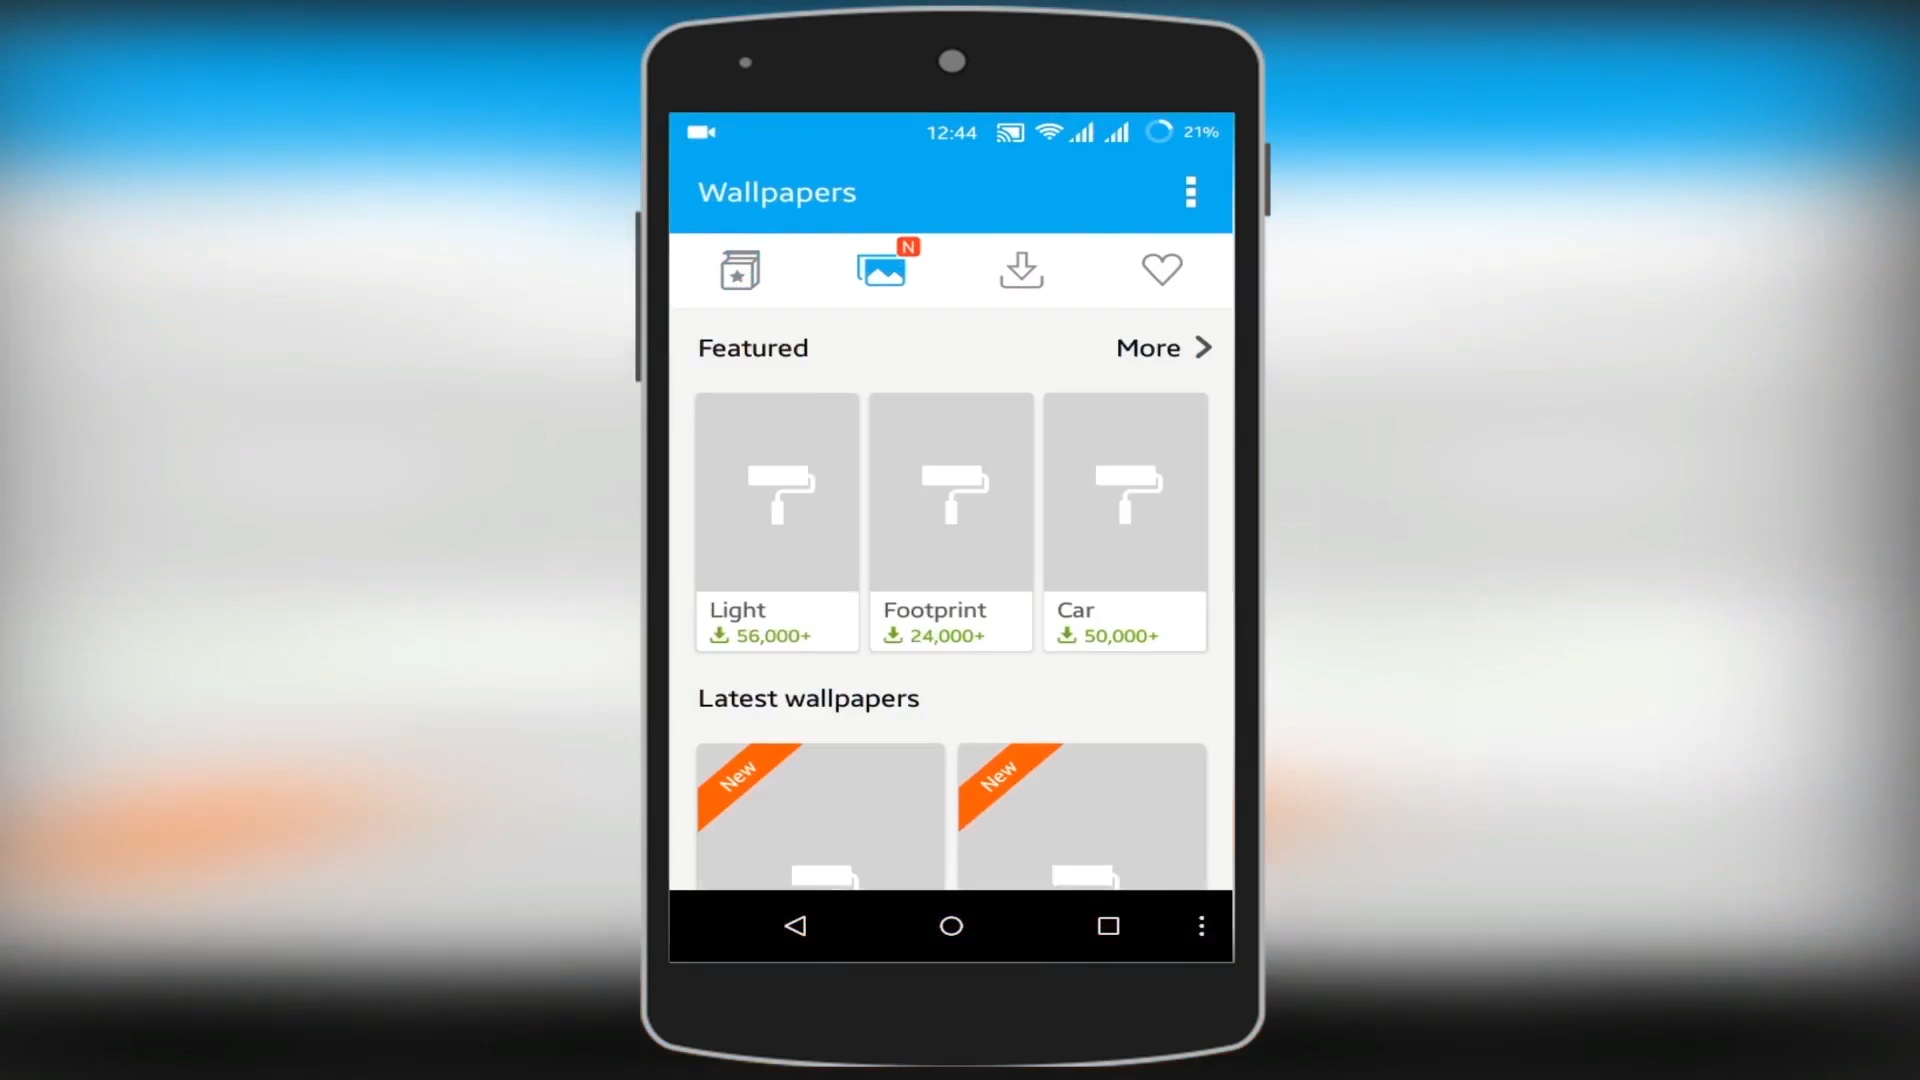 12:44 21%
Wallpapers
N
Featured More
Light Footprint Car
56,000+ 24,000+ 50,000+
Latest wallpapers
New New